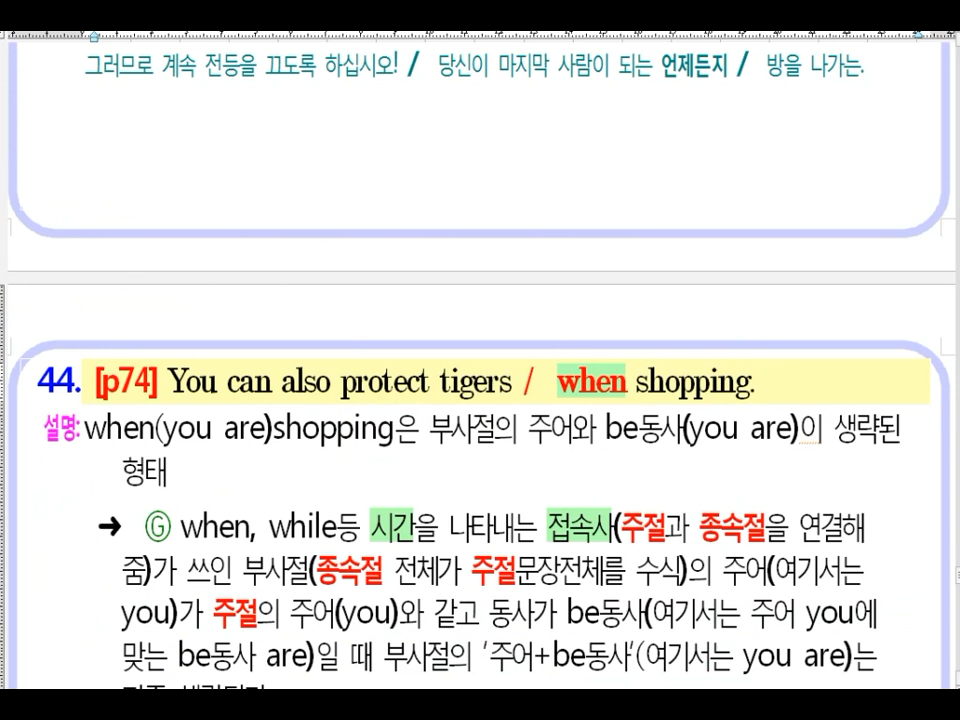 그러므로 계속 전등을 끄도록 하십시오! / 당신이 마지막 사람이 되는 언제든지 / 방을 나가는.
44. [p74] You can also protect tigers / when shopping.
설명: when(you are)shopping은 부사절의 주어와 be동사(you are)이 생략된
형태
➜ Ⓖ when, while등 시간을 나타내는 접속사(주절과 종속절을 연결해
줌)가 쓰인 부사절(종속절 전체가 주절문장전체를 수식)의 주어(여기서는
you)가 주절의 주어(you)와 같고 동사가 be동사(여기서는 주어 you에
맞는 be동사 are)일 때 부사절의 '주어+be동사'(여기서는 you are)는